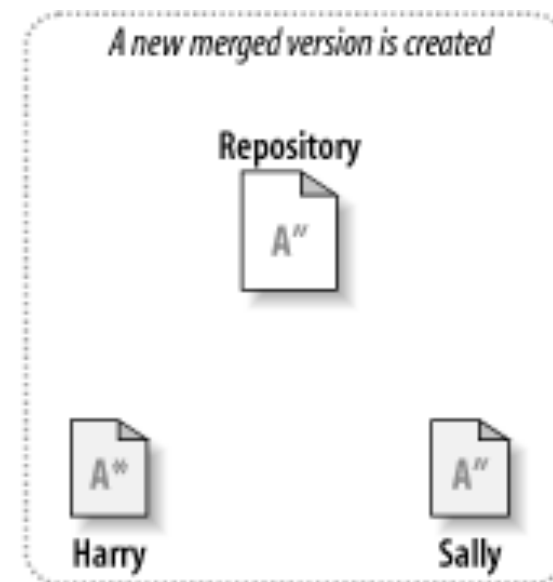 A new merged version is created
Repository
A"
A*
A"
Harry
Sally